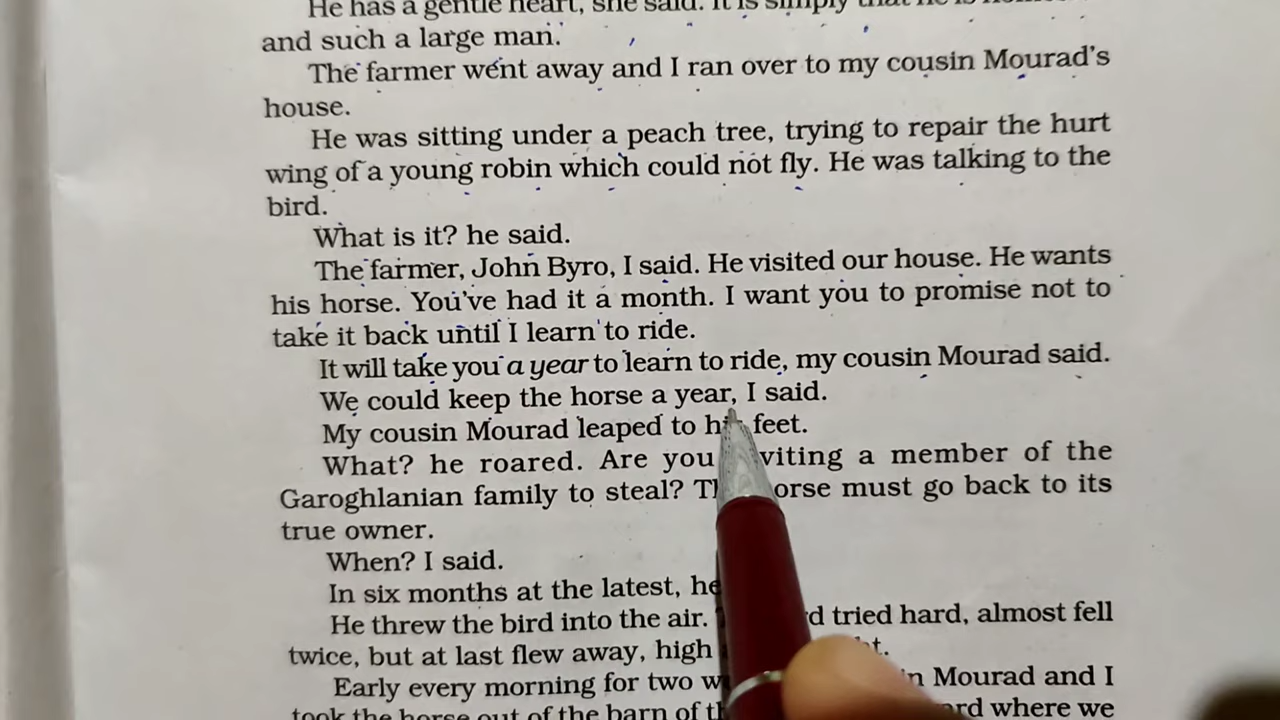 He has a gentle heart, she said. It is simply that he is
and such a large man.
The farmer went away and I ran over to my cousin Mourad's
house.
He was sitting under a peach tree, trying to repair the hurt
wing of a young robin which could not fly. He was talking to the
bird.
What is it? he said.
The farmer, John Byro, I said. He visited our house. He wants
his horse. You've had it a month. I want you to promise not to
take it back until I learn to ride.
It will take you a year to learn to ride, my cousin Mourad said.
We could keep the horse a year, I said.
My cousin Mourad leaped to his feet.
What? he roared. Are you inviting a member of the
Garoghlanian family to steal? The horse must go back to its
true owner.
When? I said.
In six months at the latest, he
He threw the bird into the air. tried hard, almost fell
twice, but at last flew away, high
Early every morning for two Mourad and I
took the horse out of the barn of where we